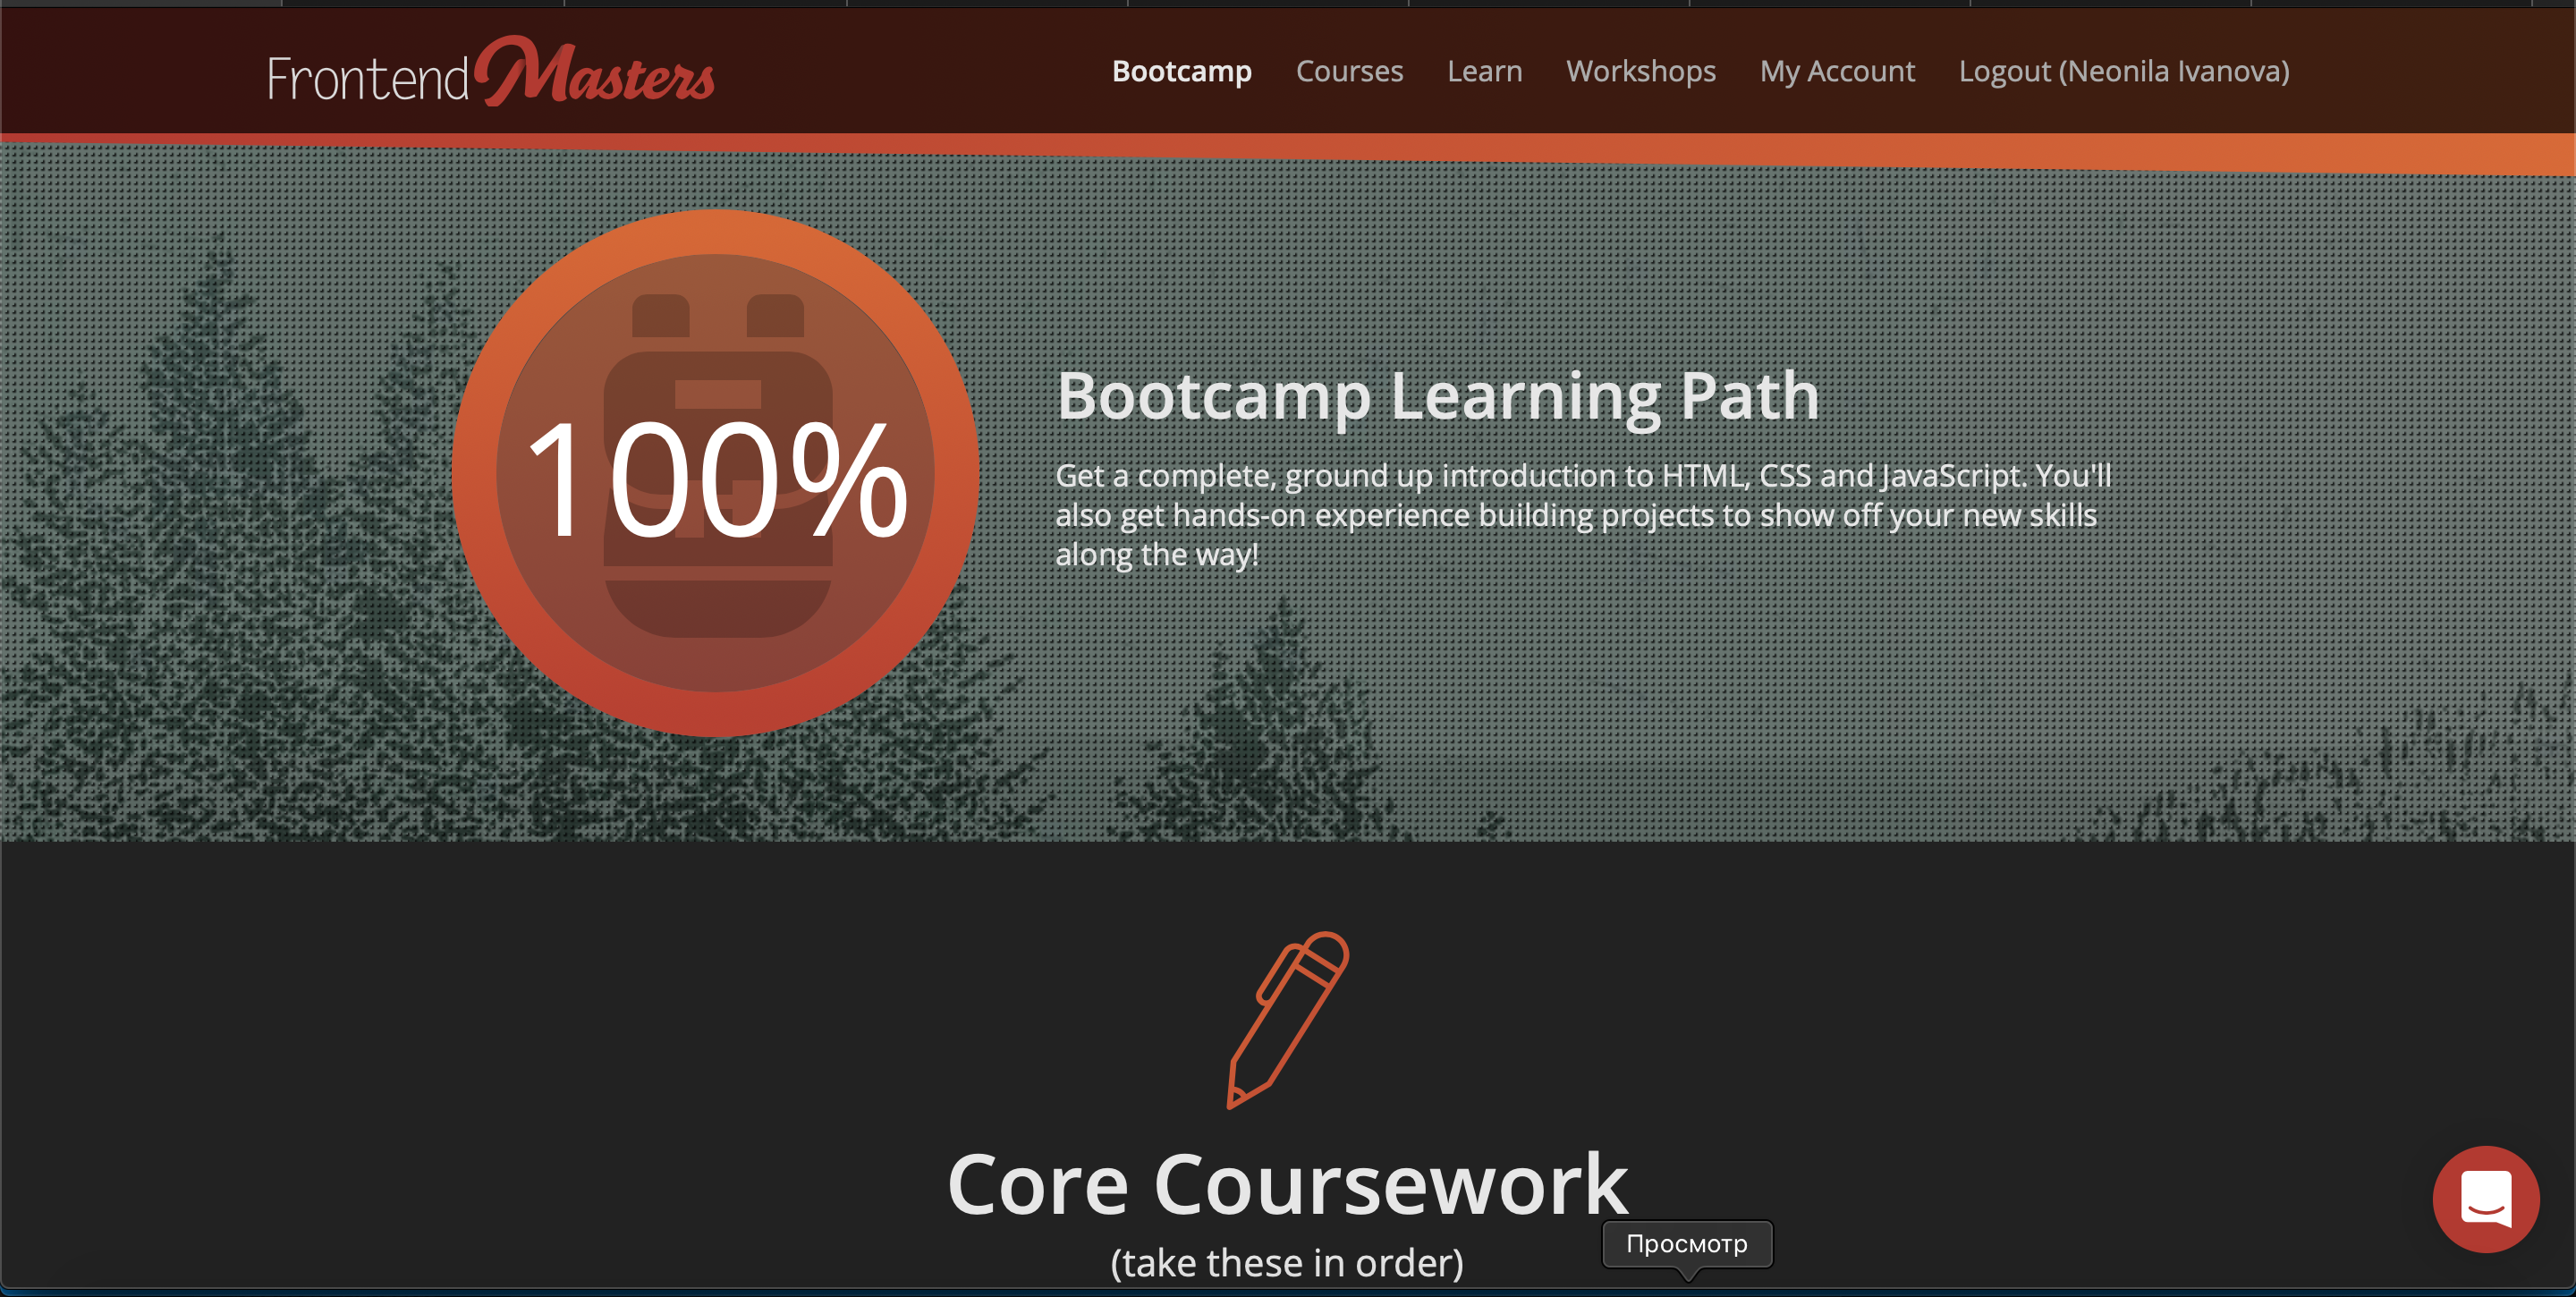 Frontend Masters
Bootcamp Courses Learn Workshops My Account Logout (Neonila Ivanova)
100%
Bootcamp Learning Path
Get a complete, ground up introduction to HTML, CSS and JavaScript. You'll
also get hands-on experience building projects to show off your new skills
along the way!
Core Coursework
(take these in order)
Просмотр